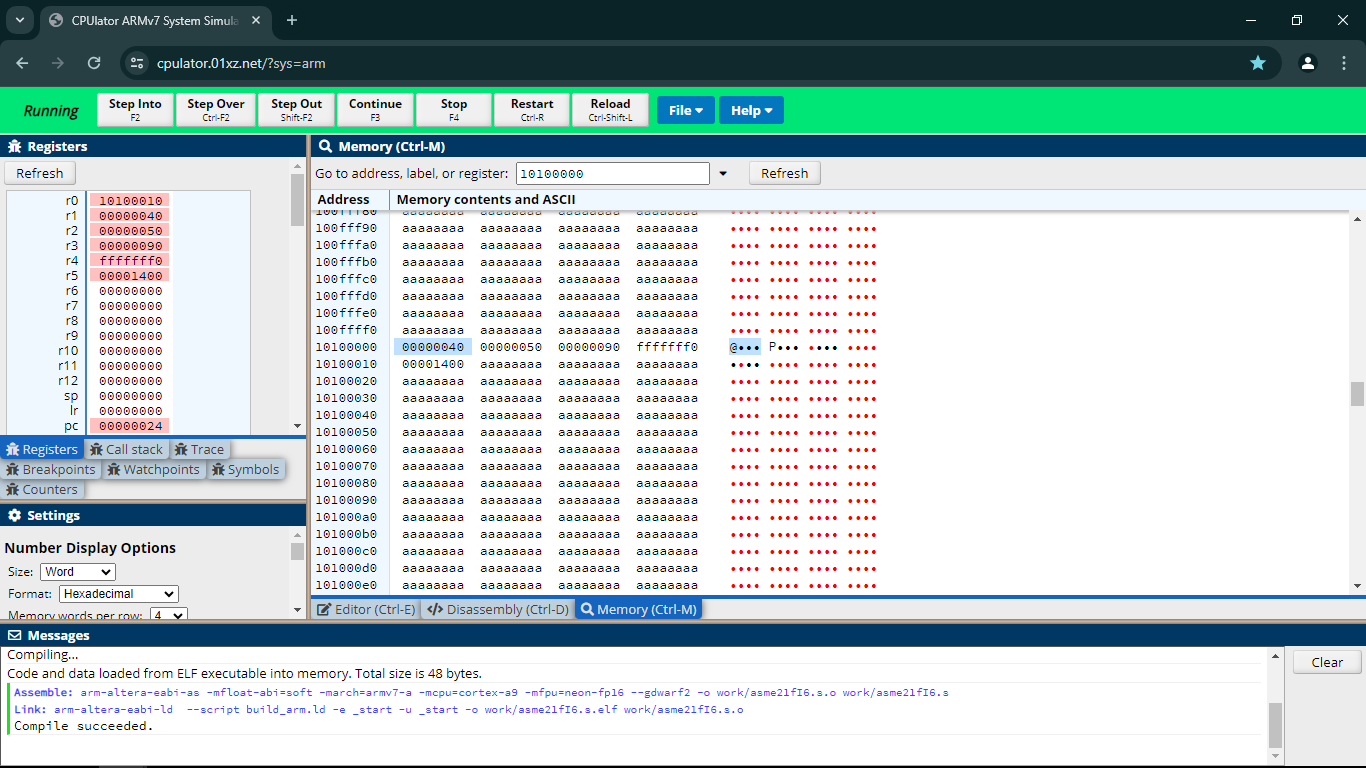 CPUlator ARMv7 System Simula
cpulator.01xz.net/?sys=arm
Running
Step Into
F2
Step Over
Ctrl-F2
Step Out
Shift-F2
Continue
F3
Stop
F4
Restart
Ctrl-R
Reload
Ctrl-Shift-L
File
Help
Registers
Refresh
r0 10100010
r1 00000040
r2 00000050
r3 00000090
r4 fffffff0
r5 00001400
r6 00000000
r7 00000000
r8 00000000
r9 00000000
r10 00000000
r11 00000000
r12 00000000
sp 00000000
lr 00000000
pc 00000024
Registers Call stack Trace
Breakpoints Watchpoints Symbols
Counters
Settings
Number Display Options
Size: Word
Format: Hexadecimal
Memory words per row: 4
Memory (Ctrl-M)
Go to address, label, or register: 10100000 Refresh
Address Memory contents and ASCII
100fff80 aaaaaaaa aaaaaaaa aaaaaaaa aaaaaaaa •••• •••• •••• ••••
100fff90 aaaaaaaa aaaaaaaa aaaaaaaa aaaaaaaa •••• •••• •••• ••••
100fffa0 aaaaaaaa aaaaaaaa aaaaaaaa aaaaaaaa •••• •••• •••• ••••
100fffb0 aaaaaaaa aaaaaaaa aaaaaaaa aaaaaaaa •••• •••• •••• ••••
100fffc0 aaaaaaaa aaaaaaaa aaaaaaaa aaaaaaaa •••• •••• •••• ••••
100fffd0 aaaaaaaa aaaaaaaa aaaaaaaa aaaaaaaa •••• •••• •••• ••••
100fffe0 aaaaaaaa aaaaaaaa aaaaaaaa aaaaaaaa •••• •••• •••• ••••
100ffff0 aaaaaaaa aaaaaaaa aaaaaaaa aaaaaaaa •••• •••• •••• ••••
10100000 00000040 00000050 00000090 fffffff0 @••• P••• •••• ••••
10100010 00001400 aaaaaaaa aaaaaaaa aaaaaaaa •••• •••• •••• ••••
10100020 aaaaaaaa aaaaaaaa aaaaaaaa aaaaaaaa •••• •••• •••• ••••
10100030 aaaaaaaa aaaaaaaa aaaaaaaa aaaaaaaa •••• •••• •••• ••••
10100040 aaaaaaaa aaaaaaaa aaaaaaaa aaaaaaaa •••• •••• •••• ••••
10100050 aaaaaaaa aaaaaaaa aaaaaaaa aaaaaaaa •••• •••• •••• ••••
10100060 aaaaaaaa aaaaaaaa aaaaaaaa aaaaaaaa •••• •••• •••• ••••
10100070 aaaaaaaa aaaaaaaa aaaaaaaa aaaaaaaa •••• •••• •••• ••••
10100080 aaaaaaaa aaaaaaaa aaaaaaaa aaaaaaaa •••• •••• •••• ••••
10100090 aaaaaaaa aaaaaaaa aaaaaaaa aaaaaaaa •••• •••• •••• ••••
101000a0 aaaaaaaa aaaaaaaa aaaaaaaa aaaaaaaa •••• •••• •••• ••••
101000b0 aaaaaaaa aaaaaaaa aaaaaaaa aaaaaaaa •••• •••• •••• ••••
101000c0 aaaaaaaa aaaaaaaa aaaaaaaa aaaaaaaa •••• •••• •••• ••••
101000d0 aaaaaaaa aaaaaaaa aaaaaaaa aaaaaaaa •••• •••• •••• ••••
101000e0 aaaaaaaa aaaaaaaa aaaaaaaa aaaaaaaa •••• •••• •••• ••••
Editor (Ctrl-E) Disassembly (Ctrl-D) Memory (Ctrl-M)
Messages
Clear
Compiling...
Code and data loaded from ELF executable into memory. Total size is 48 bytes.
Assemble: arm-altera-eabi-as -mfloat-abi=soft -march=armv7-a -mcpu=cortex-a9 -mfpu=neon-fp16 --gdwarf2 -o work/asme21fI6.s.o work/asme21fI6.s
Link: arm-altera-eabi-ld --script build_arm.ld -e _start -u _start -o work/asme21fI6.s.elf work/asme21fI6.s.o
Compile succeeded.